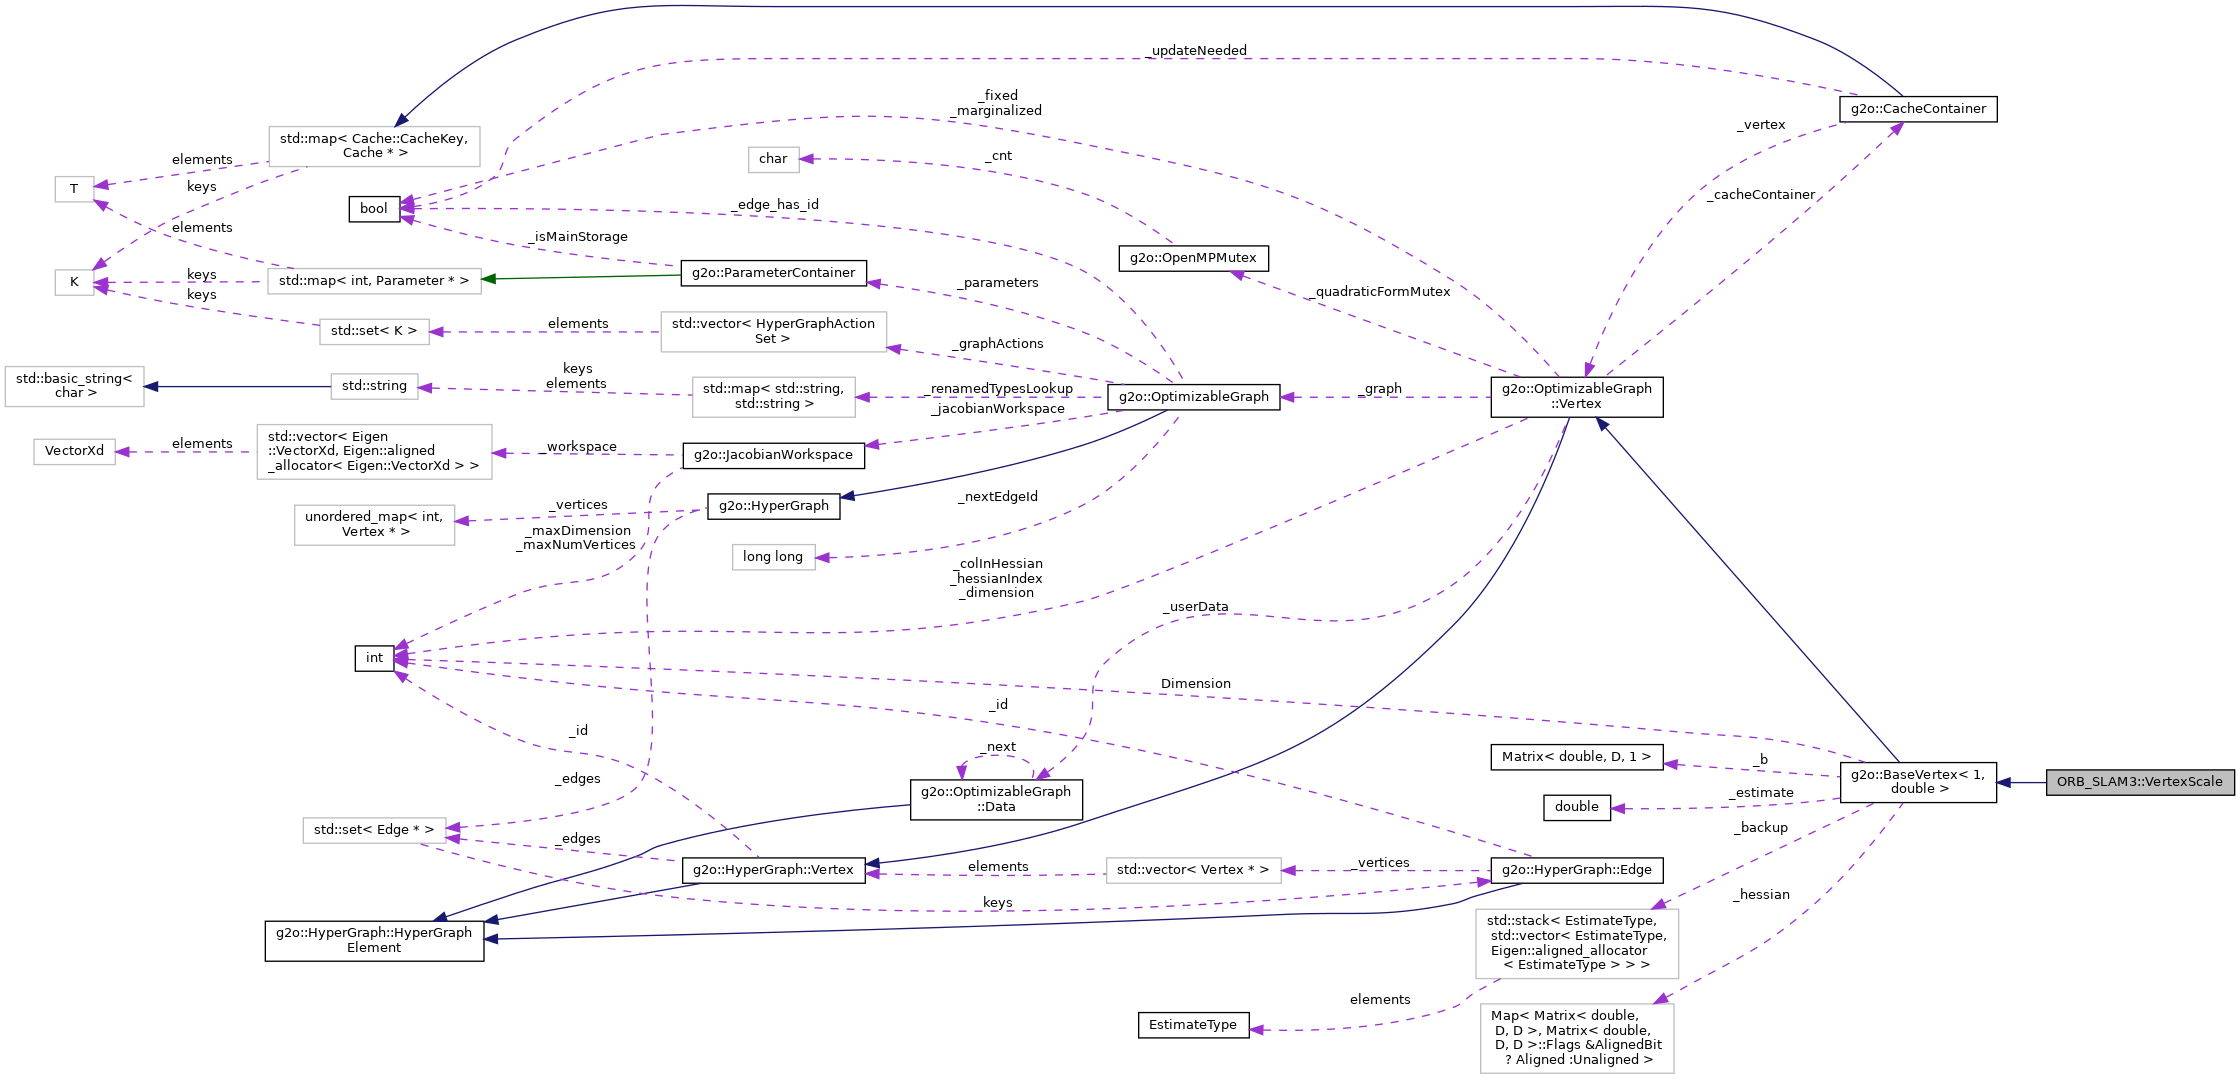 _updateNeeded
_fixed
_marginalized
g2o::CacheContainer
_vertex
std::map< Cache::CacheKey,
Cache * >
elements
char
_cnt
T
keys
_cacheContainer
bool
_edge_has_id
elements
_isMainStorage
g2o::OpenMPMutex
keys
g2o::ParameterContainer
K
std::map< int, Parameter * >
_parameters
_quadraticFormMutex
keys
std::set< K >
elements
std::vector< HyperGraphAction
Set >
_graphActions
keys
elements
std::basic_string<
char >
std::string
std::map< std::string,
std::string >
_renamedTypesLookup
g2o::OptimizableGraph
_graph
g2o::OptimizableGraph
::Vertex
_jacobianWorkspace
VectorXd
elements
std::vector< Eigen
::VectorXd, Eigen::aligned
_allocator< Eigen::VectorXd > >
_workspace
g2o::JacobianWorkspace
_nextEdgeId
_vertices
g2o::HyperGraph
unordered_map< int,
Vertex * >
_maxDimension
_maxNumVertices
long long
_colInHessian
_hessianIndex
_dimension
_userData
int
Dimension
_id
_id
_next
Matrix< double, D, 1 >
_b
g2o::BaseVertex< 1,
double >
ORB_SLAM3::VertexScale
_edges
g2o::OptimizableGraph
::Data
double
_estimate
std::set< Edge * >
_edges
_backup
g2o::HyperGraph::Vertex
elements
std::vector< Vertex * >
_vertices
g2o::HyperGraph::Edge
keys
_hessian
g2o::HyperGraph::HyperGraph
Element
std::stack< EstimateType,
std::vector< EstimateType,
Eigen::aligned_allocator
< EstimateType > > >
elements
EstimateType
Map< Matrix< double,
D, D >, Matrix< double,
D, D >::Flags &AlignedBit
? Aligned :Unaligned >